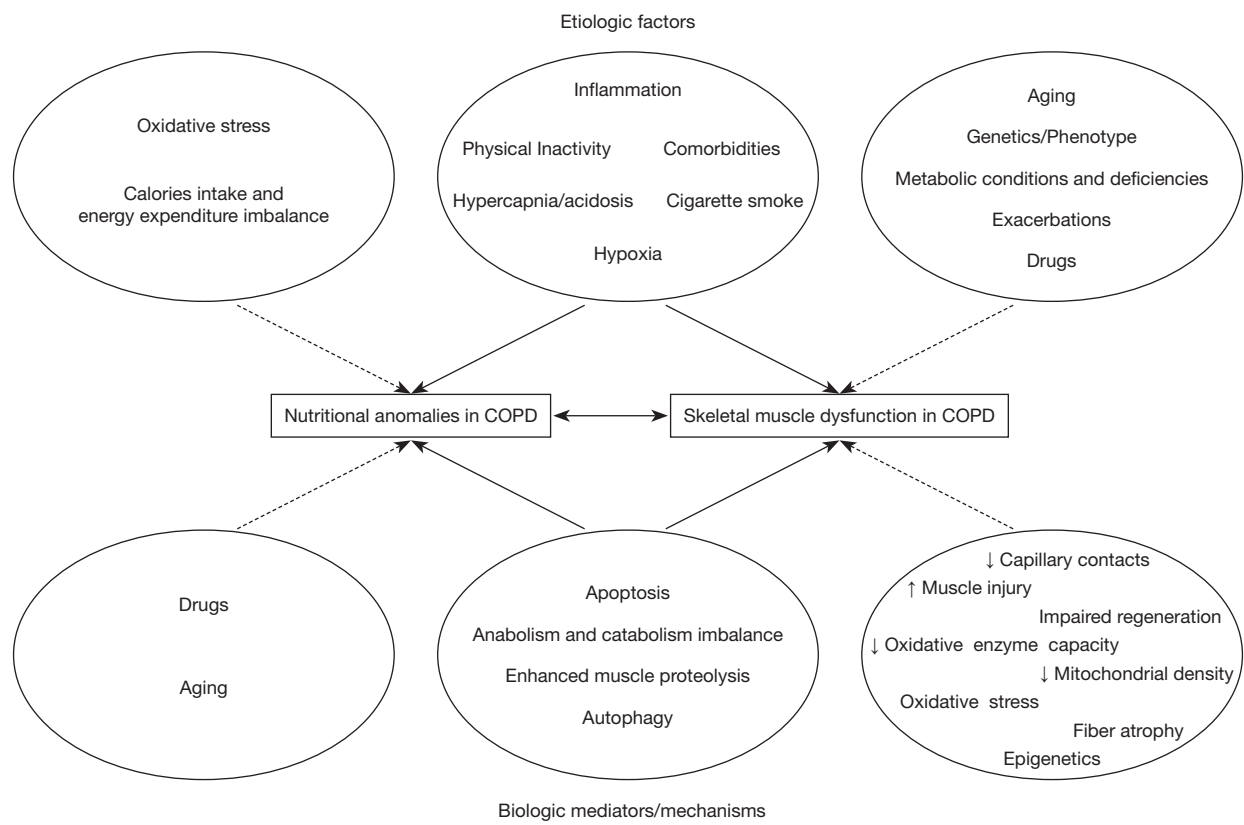 Etiologic factors
Oxidative stress
Calories intake and
energy expenditure imbalance
Inflammation
Physical Inactivity
Comorbidities
Hypercapnia/acidosis
Cigarette smoke
Hypoxia
Aging
Genetics/Phenotype
Metabolic conditions and deficiencies
Exacerbations
Drugs
Nutritional anomalies in COPD
Skeletal muscle dysfunction in COPD
Drugs
Aging
Apoptosis
Anabolism and catabolism imbalance
Enhanced muscle proteolysis
Autophagy
↓ Capillary contacts
↑ Muscle injury
Impaired regeneration
↓ Oxidative enzyme capacity
↓ Mitochondrial density
Oxidative stress
Fiber atrophy
Epigenetics
Biologic mediators/mechanisms